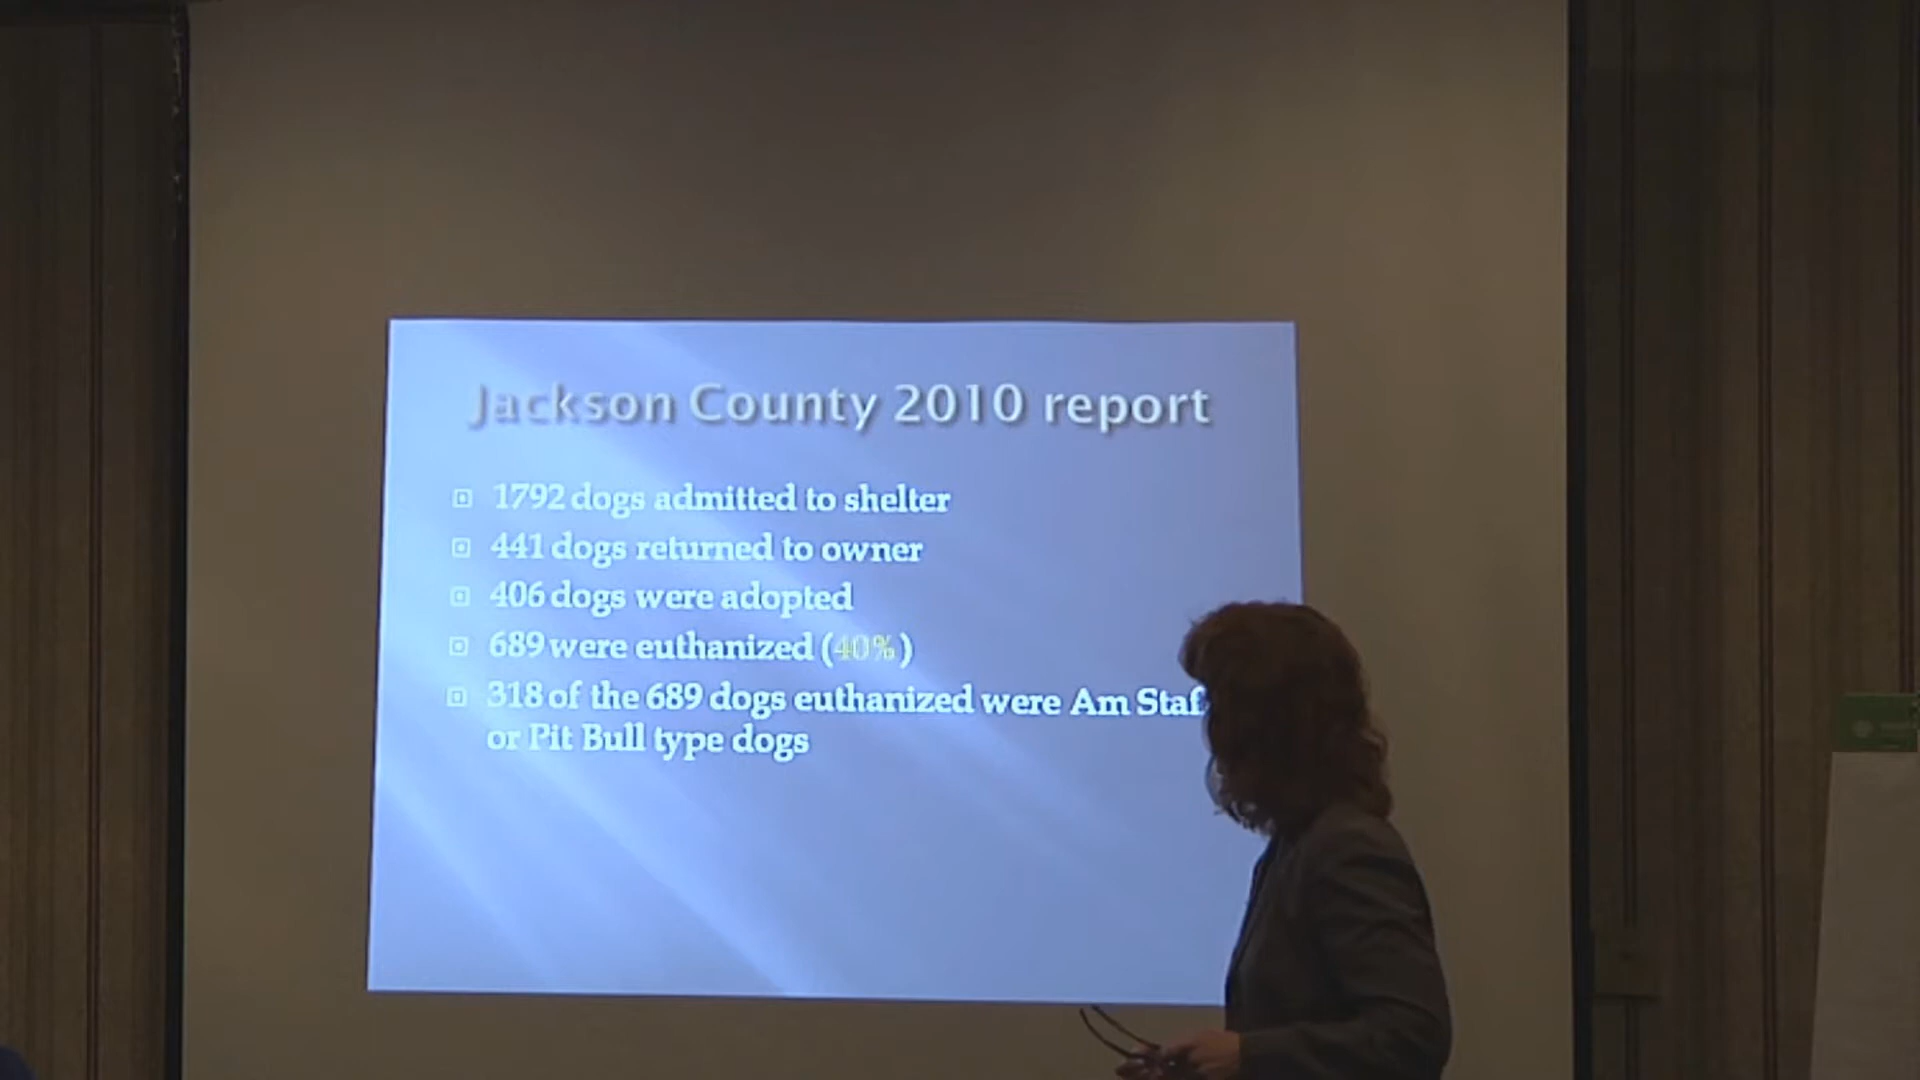 Jackson County 2010 report
1792 dogs admitted to shelter
441 dogs returned to owner
406 dogs were adopted
689 were euthanized (40%)
318 of the 689 dogs euthanized were Am Staf
or Pit Bull type dogs